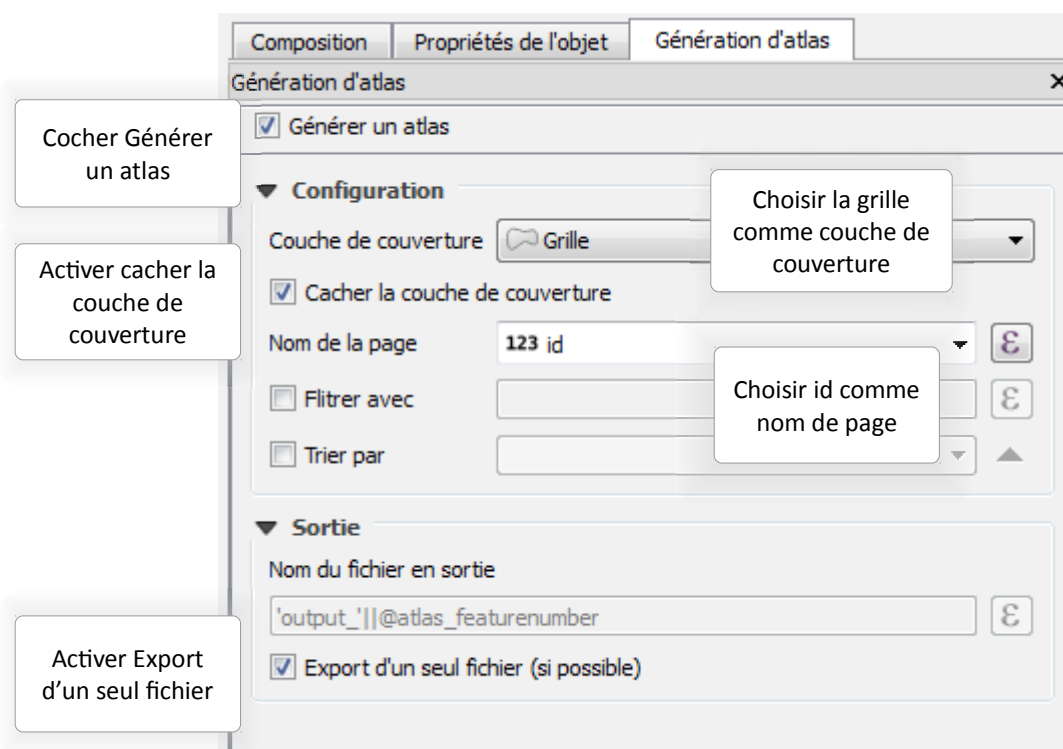 Composition
Propriétés de l'objet
Génération d'atlas
Génération d'atlas
Cocher Générer
un atlas
Générer un atlas
Configuration
Choisir la grille
comme couche de
couverture
Couche de couverture
Grille
Activer cacher la
couche de
couverture
Cacher la couche de couverture
Nom de la page
123 id
ε
Choisir id comme
nom de page
Flitrer avec
ε
Trier par
Sortie
Nom du fichier en sortie
'output_'||@atlas_featurenumber
ε
Activer Export
d'un seul fichier
Export d'un seul fichier (si possible)